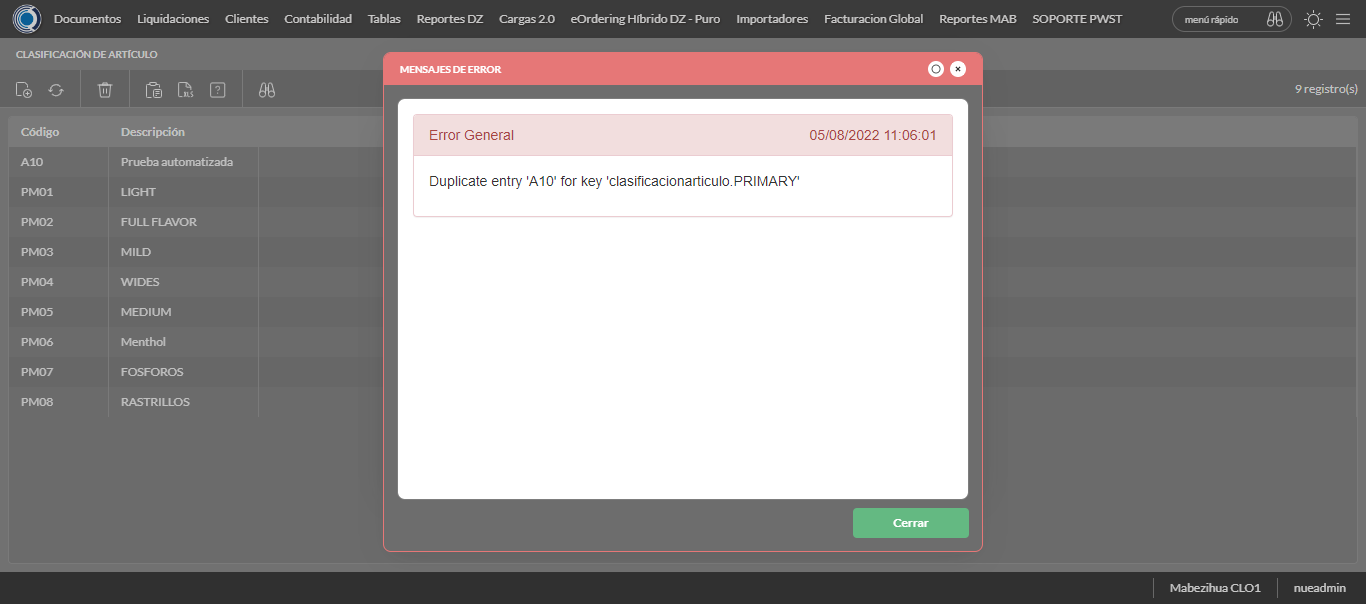 Documentos Liquidaciones Clientes Contabilidad Tablas Reportes DZ Cargas 2.0 eOrdering Híbrido DZ - Puro Importadores Facturacion Global Reportes MAB SOPORTE PWST menú rápido
CLASIFICACIÓN DE ARTÍCULO
MENSAJES DE ERROR
XLS ? 9 registro(s)
Error General 05/08/2022 11:06:01
Duplicate entry 'A10' for key 'clasificacionarticulo.PRIMARY'
Código Descripción
A10 Prueba automatizada
PM01 LIGHT
PM02 FULL FLAVOR
PM03 MILD
PM04 WIDES
PM05 MEDIUM
PM06 Menthol
PM07 FOSFOROS
PM08 RASTRILLOS
Cerrar
Mabezihua CLO1 nueadmin